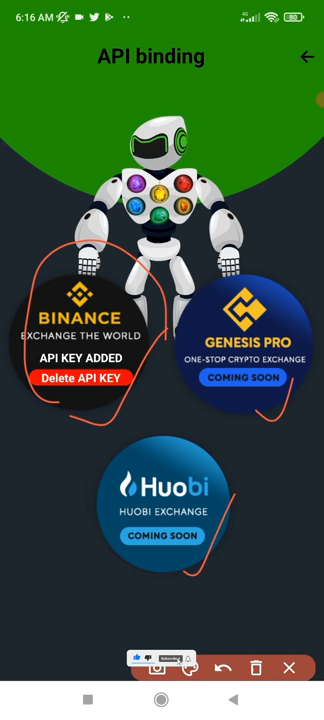 6:16 AM
80
API binding
BINANCE
EXCHANGE THE WORLD
API KEY ADDED
Delete API KEY
GENESIS PRO
ONE-STOP CRYPTO EXCHANGE
COMING SOON
Huobi
HUOBI EXCHANGE
COMING SOON